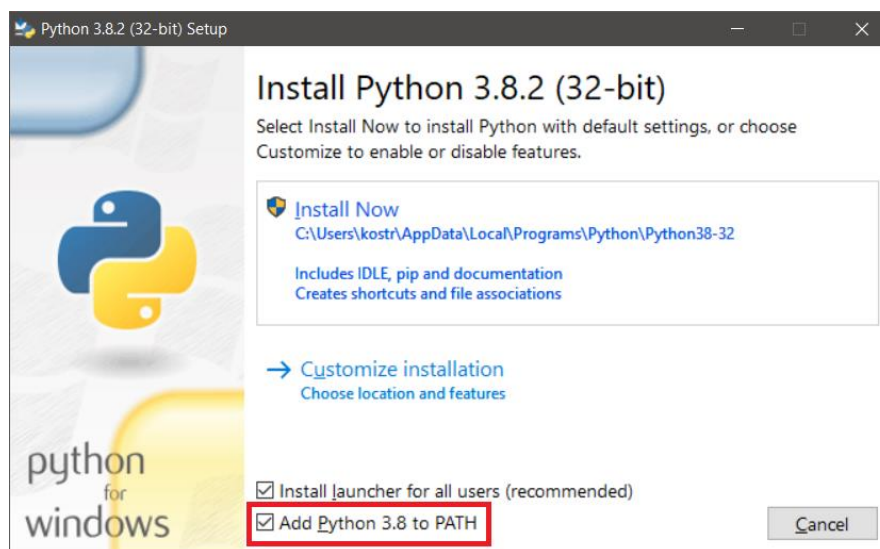 Python 3.8.2 (32-bit) Setup
Install Python 3.8.2 (32-bit)
Select Install Now to install Python with default settings, or choose
Customize to enable or disable features.
Install Now
C:\Users\kostr\AppData\Local\Programs\Python\Python38-32
Includes IDLE, pip and documentation
Creates shortcuts and file associations
Customize installation
Choose location and features
python
for
windows
Install launcher for all users (recommended)
Add Python 3.8 to PATH
Cancel